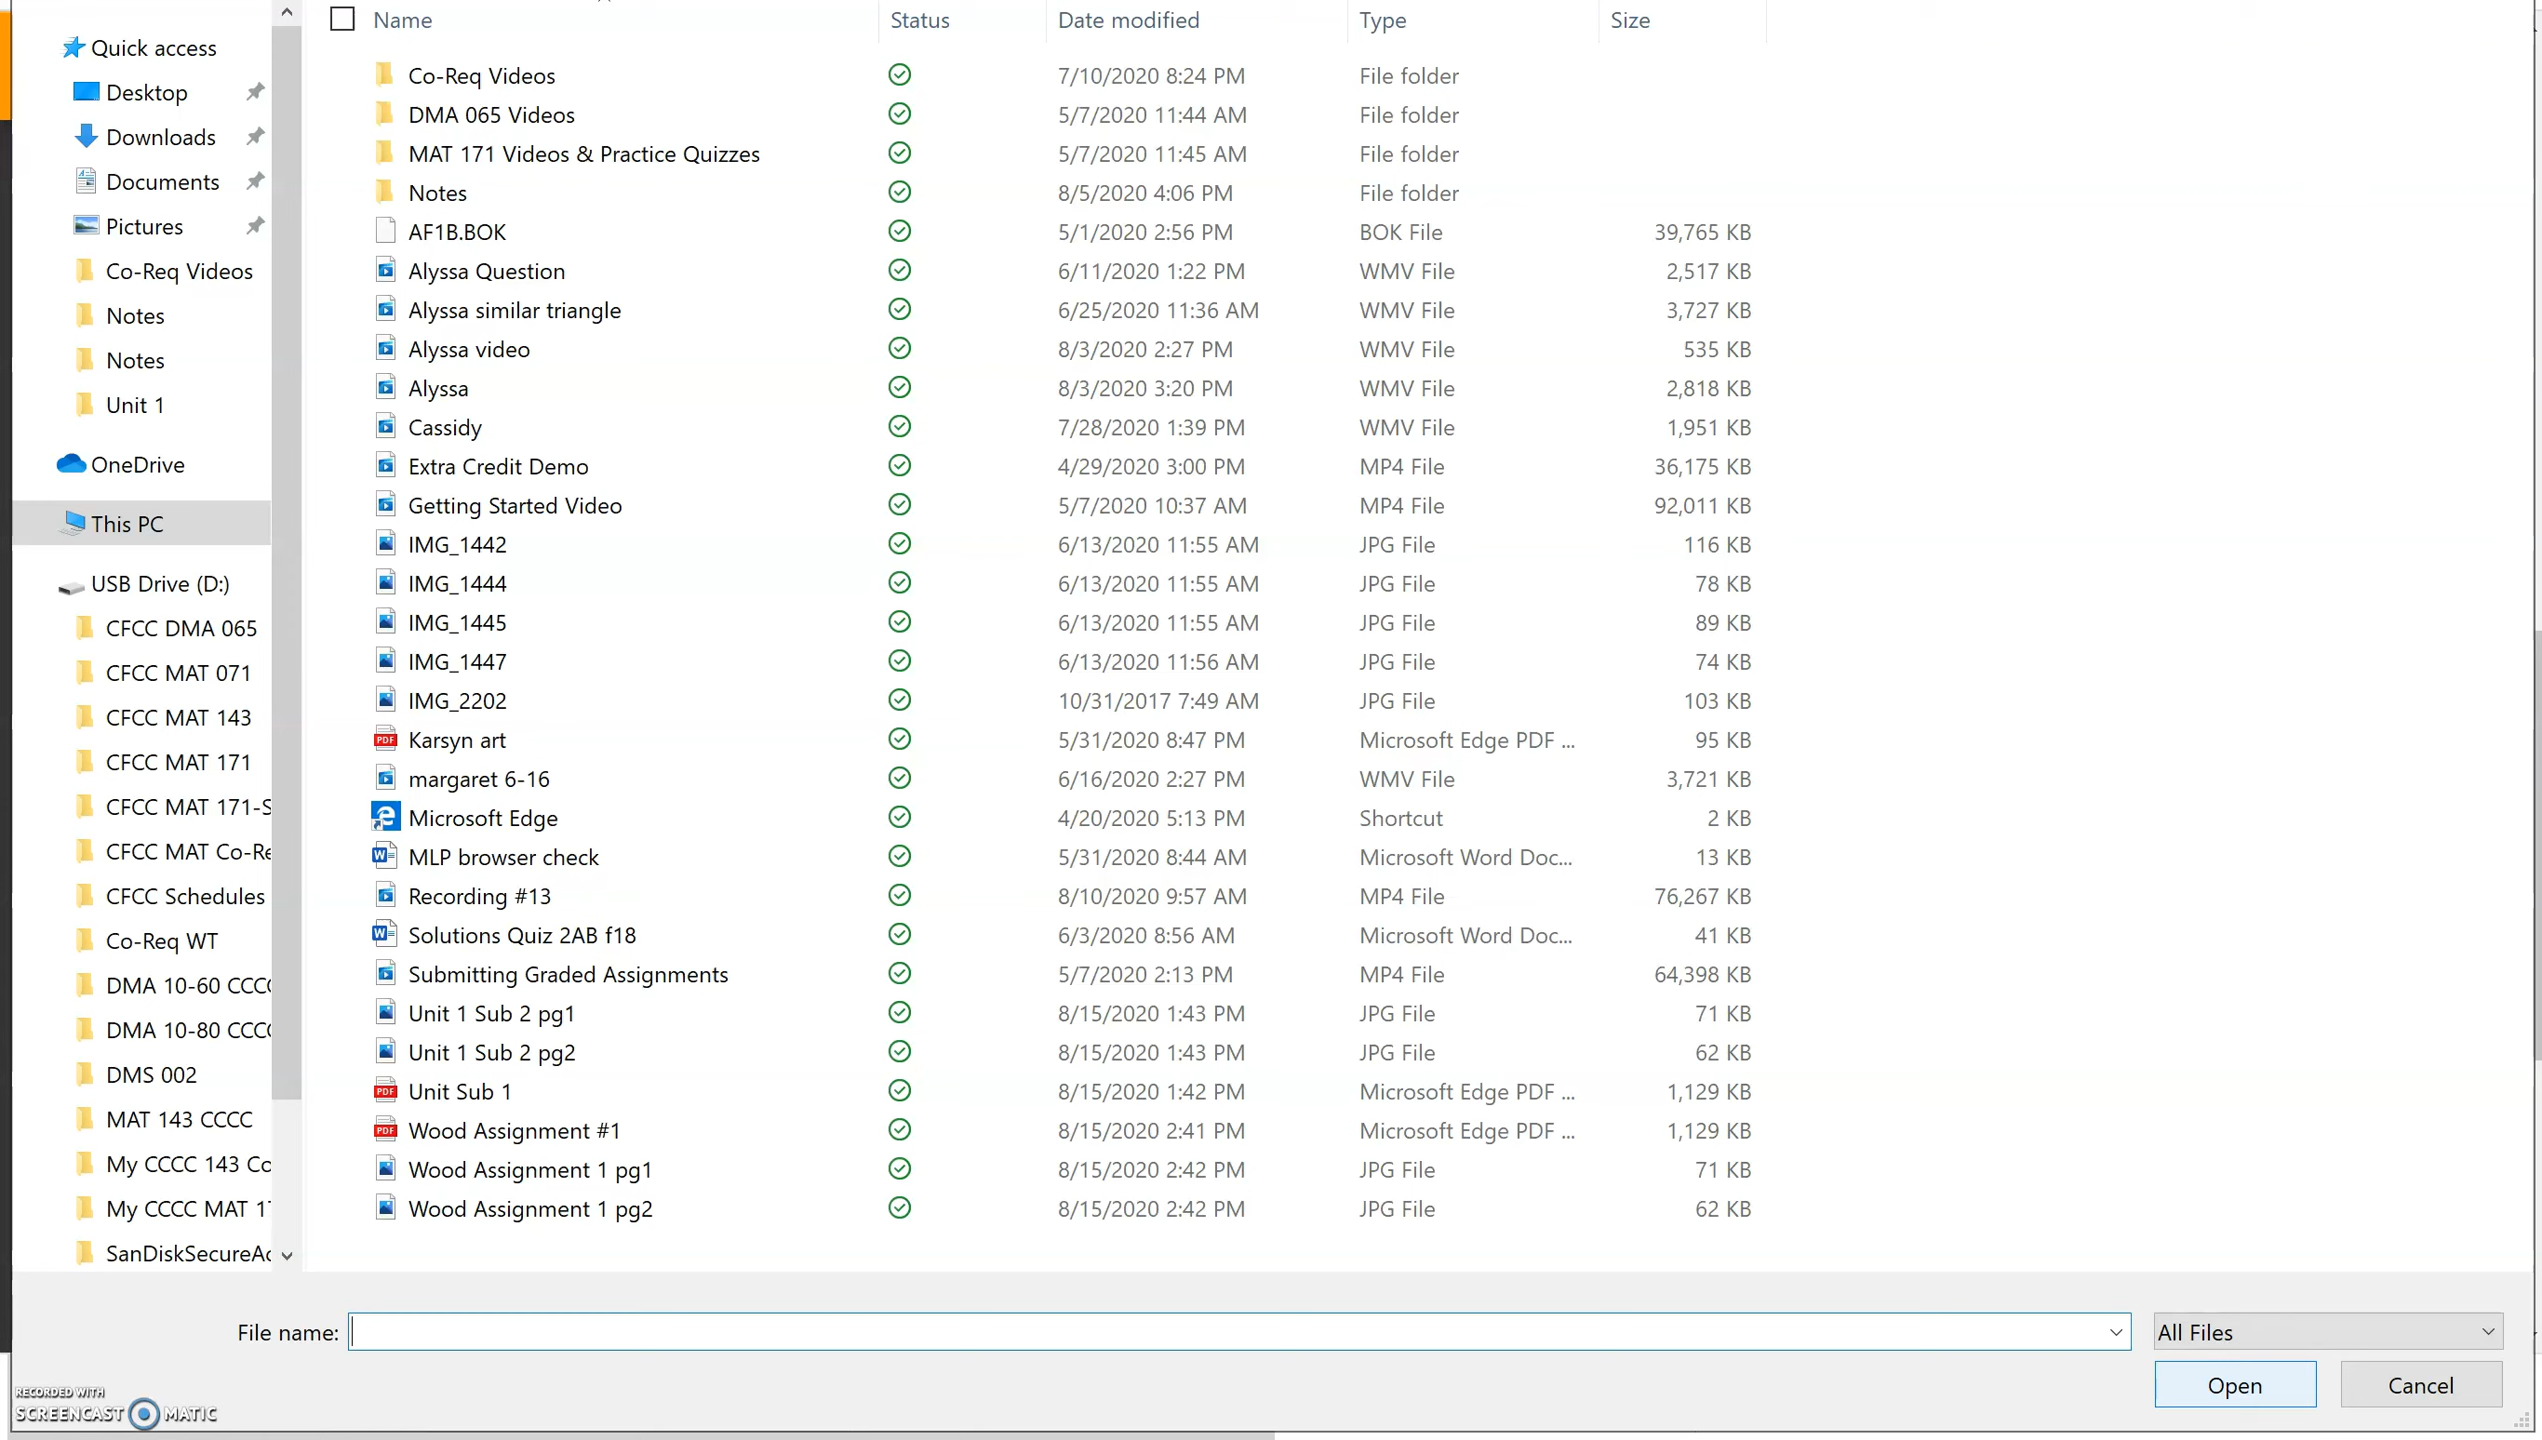 Name Status Date modified Type Size
Quick access
Desktop
Downloads
Documents
Pictures
Co-Req Videos
Notes
Notes
Unit 1
OneDrive
This PC
USB Drive (D:)
CFCC DMA 065
CFCC MAT 071
CFCC MAT 143
CFCC MAT 171
CFCC MAT 171-S
CFCC MAT Co-Re
CFCC Schedules
Co-Req WT
DMA 10-60 CCC
DMA 10-80 CCC
DMS 002
MAT 143 CCCC
My CCCC 143 Co
My CCCC MAT 17
SanDiskSecureAc
Co-Req Videos 7/10/2020 8:24 PM File folder
DMA 065 Videos 5/7/2020 11:44 AM File folder
MAT 171 Videos & Practice Quizzes 5/7/2020 11:45 AM File folder
Notes 8/5/2020 4:06 PM File folder
AF1B.BOK 5/1/2020 2:56 PM BOK File 39,765 KB
Alyssa Question 6/11/2020 1:22 PM WMV File 2,517 KB
Alyssa similar triangle 6/25/2020 11:36 AM WMV File 3,727 KB
Alyssa video 8/3/2020 2:27 PM WMV File 535 KB
Alyssa 8/3/2020 3:20 PM WMV File 2,818 KB
Cassidy 7/28/2020 1:39 PM WMV File 1,951 KB
Extra Credit Demo 4/29/2020 3:00 PM MP4 File 36,175 KB
Getting Started Video 5/7/2020 10:37 AM MP4 File 92,011 KB
IMG_1442 6/13/2020 11:55 AM JPG File 116 KB
IMG_1444 6/13/2020 11:55 AM JPG File 78 KB
IMG_1445 6/13/2020 11:55 AM JPG File 89 KB
IMG_1447 6/13/2020 11:56 AM JPG File 74 KB
IMG_2202 10/31/2017 7:49 AM JPG File 103 KB
Karsyn art 5/31/2020 8:47 PM Microsoft Edge PDF ... 95 KB
margaret 6-16 6/16/2020 2:27 PM WMV File 3,721 KB
Microsoft Edge 4/20/2020 5:13 PM Shortcut 2 KB
MLP browser check 5/31/2020 8:44 AM Microsoft Word Doc... 13 KB
Recording #13 8/10/2020 9:57 AM MP4 File 76,267 KB
Solutions Quiz 2AB f18 6/3/2020 8:56 AM Microsoft Word Doc... 41 KB
Submitting Graded Assignments 5/7/2020 2:13 PM MP4 File 64,398 KB
Unit 1 Sub 2 pg1 8/15/2020 1:43 PM JPG File 71 KB
Unit 1 Sub 2 pg2 8/15/2020 1:43 PM JPG File 62 KB
Unit Sub 1 8/15/2020 1:42 PM Microsoft Edge PDF ... 1,129 KB
Wood Assignment #1 8/15/2020 2:41 PM Microsoft Edge PDF ... 1,129 KB
Wood Assignment 1 pg1 8/15/2020 2:42 PM JPG File 71 KB
Wood Assignment 1 pg2 8/15/2020 2:42 PM JPG File 62 KB
File name: All Files
Open Cancel
RECORDED WITH
SCREENCAST MATIC